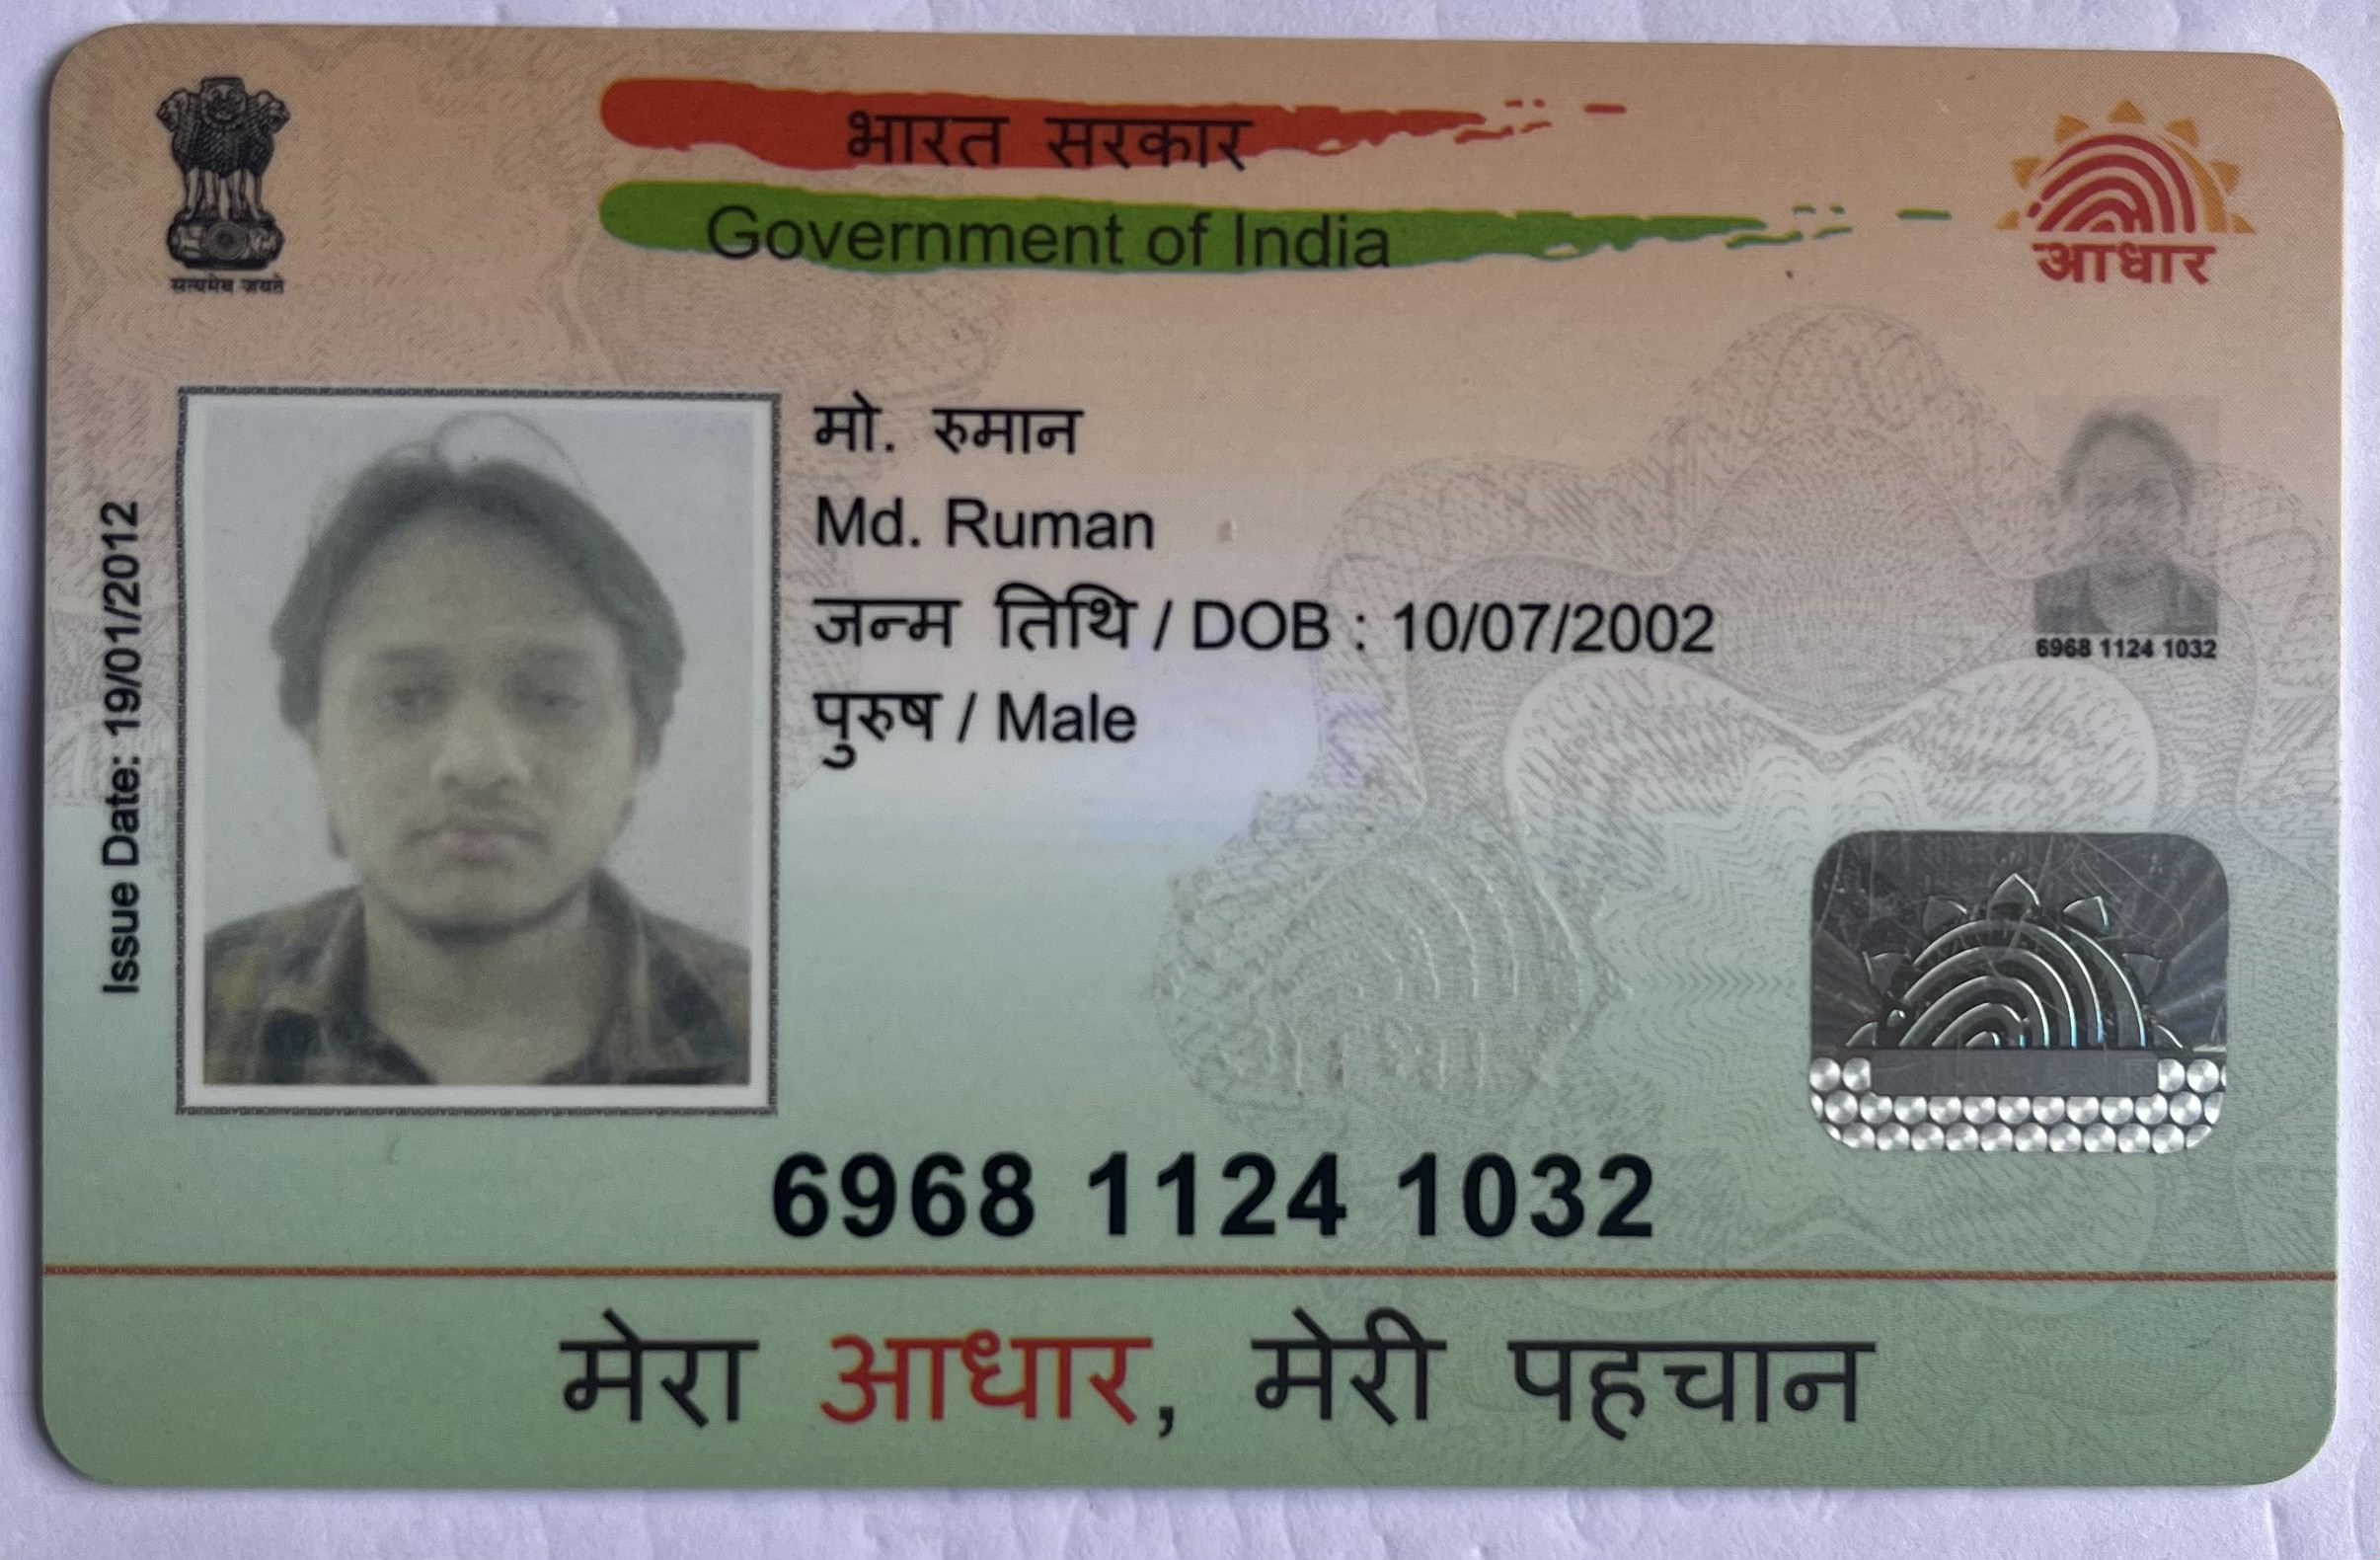 भारत सरकार
Government of India
सत्यमेव जयते
आधार
Issue Date: 19/01/2012
मो. रुमान
Md. Ruman
जन्म तिथि / DOB : 10/07/2002
पुरुष / Male
6968 1124 1032
6968 1124 1032
मेरा आधार, मेरी पहचान